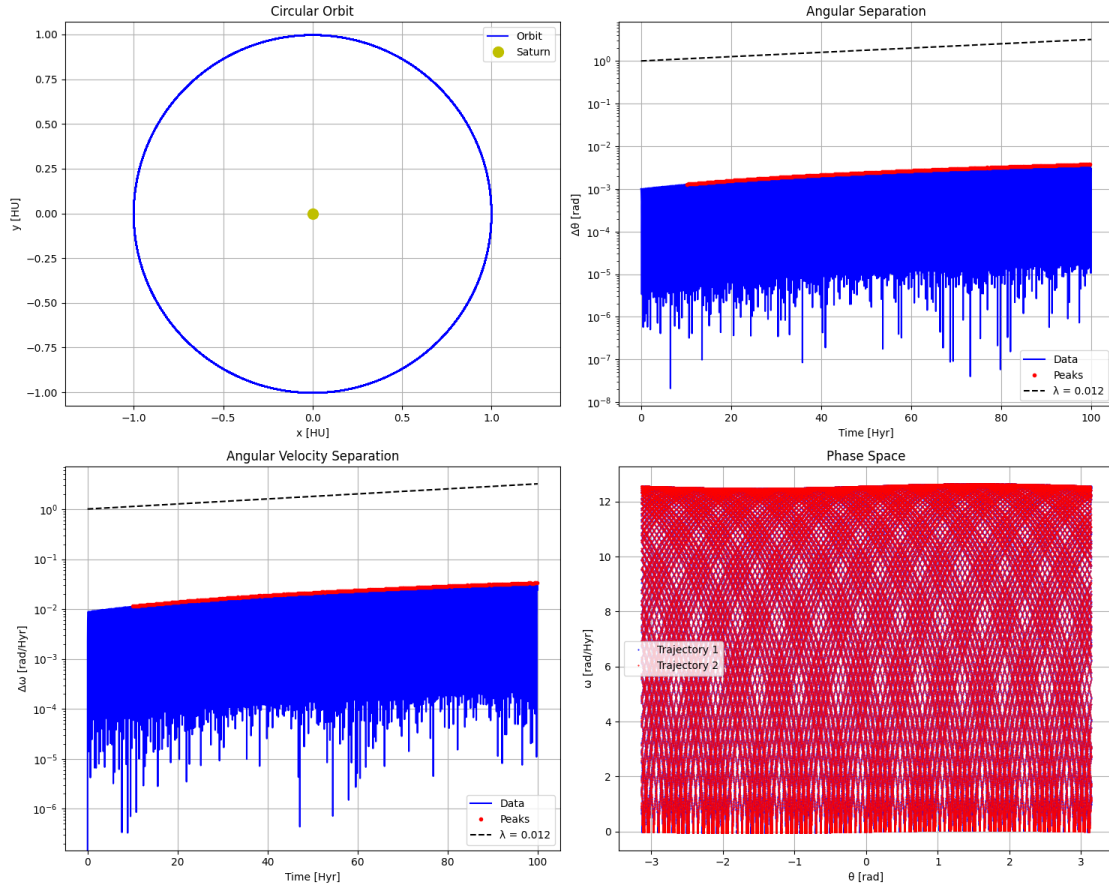 Circular Orbit
1.00
0.75
0.50
0.25
0.00
−0.25
−0.50
−0.75
−1.00
y [HU]
−1.0
−0.5
0.0
0.5
1.0
x [HU]
Orbit
Saturn
Angular Separation
10⁰
10⁻¹
10⁻²
10⁻³
10⁻⁴
10⁻⁵
10⁻⁶
10⁻⁷
10⁻⁸
Δθ [rad]
Data
Peaks
λ = 0.012
0
20
40
60
80
100
Time [Hyr]
Angular Velocity Separation
10⁰
10⁻¹
10⁻²
10⁻³
10⁻⁴
10⁻⁵
10⁻⁶
Δω [rad/Hyr]
Data
Peaks
λ = 0.012
0
20
40
60
80
100
Time [Hyr]
Phase Space
12
10
8
6
4
2
0
ω [rad/Hyr]
Trajectory 1
Trajectory 2
−3
−2
−1
0
1
2
3
θ [rad]